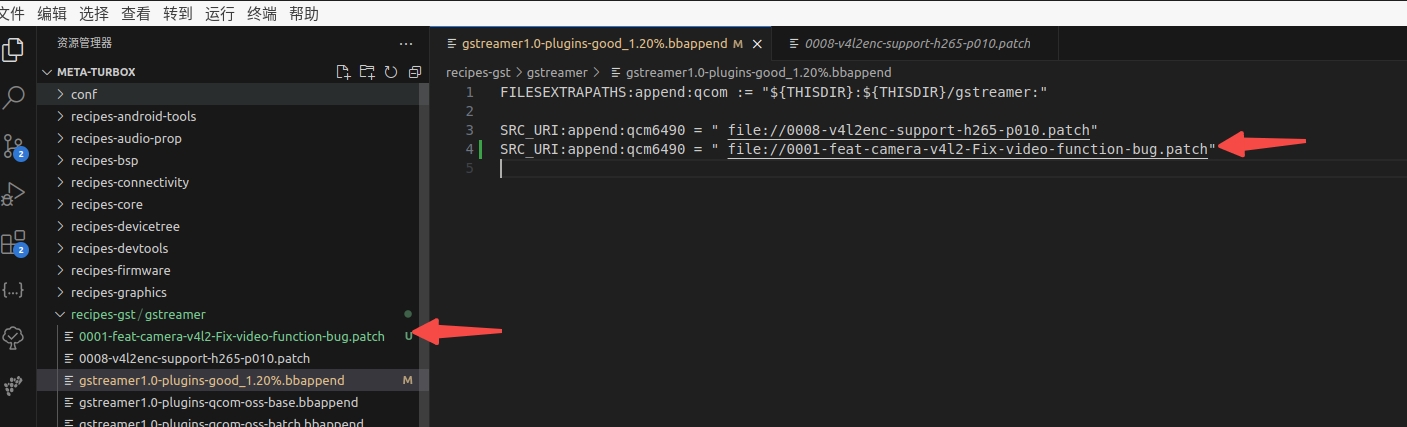 文件 编辑 选择 查看 转到 运行 终端 帮助
资源管理器 ...
META-TURBOX
conf
recipes-android-tools
recipes-audio-prop
recipes-bsp
recipes-connectivity
recipes-core
recipes-devicetree
recipes-devtools
recipes-firmware
recipes-graphics
recipes-gst / gstreamer
0001-feat-camera-v4l2-Fix-video-function-bug.patch U
0008-v4l2enc-support-h265-p010.patch
gstreamer1.0-plugins-good_1.20%.bbappend M
gstreamer1.0-plugins-qcom-oss-base.bbappend
gstreamer1.0-plugins-qcom-oss-batch.bbappend
2
2
gstreamer1.0-plugins-good_1.20%.bbappend M
0008-v4l2enc-support-h265-p010.patch
recipes-gst > gstreamer > gstreamer1.0-plugins-good_1.20%.bbappend
1 FILESEXTRAPATHS:append:qcom := "${THISDIR}:${THISDIR}/gstreamer:"
2
3 SRC_URI:append:qcm6490 = " file://0008-v4l2enc-support-h265-p010.patch"
4 SRC_URI:append:qcm6490 = " file://0001-feat-camera-v4l2-Fix-video-function-bug.patch"
5